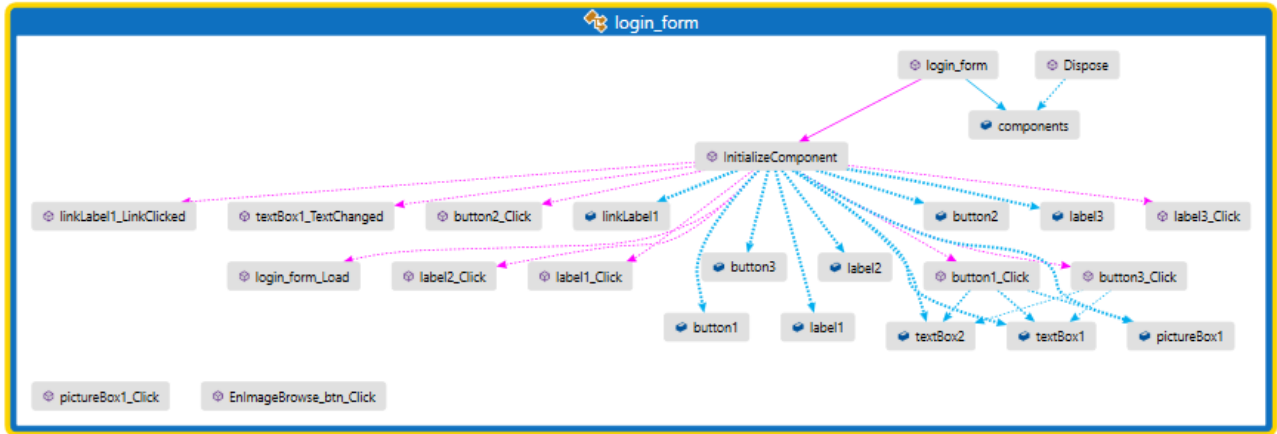 login_form
login_form
Dispose
components
InitializeComponent
linkLabel1_LinkClicked
textBox1_TextChanged
button2_Click
linkLabel1
button2
label3
label3_Click
login_form_Load
label2_Click
label1_Click
button3
label2
button1_Click
button3_Click
button1
label1
textBox2
textBox1
pictureBox1
pictureBox1_Click
EnImageBrowse_btn_Click